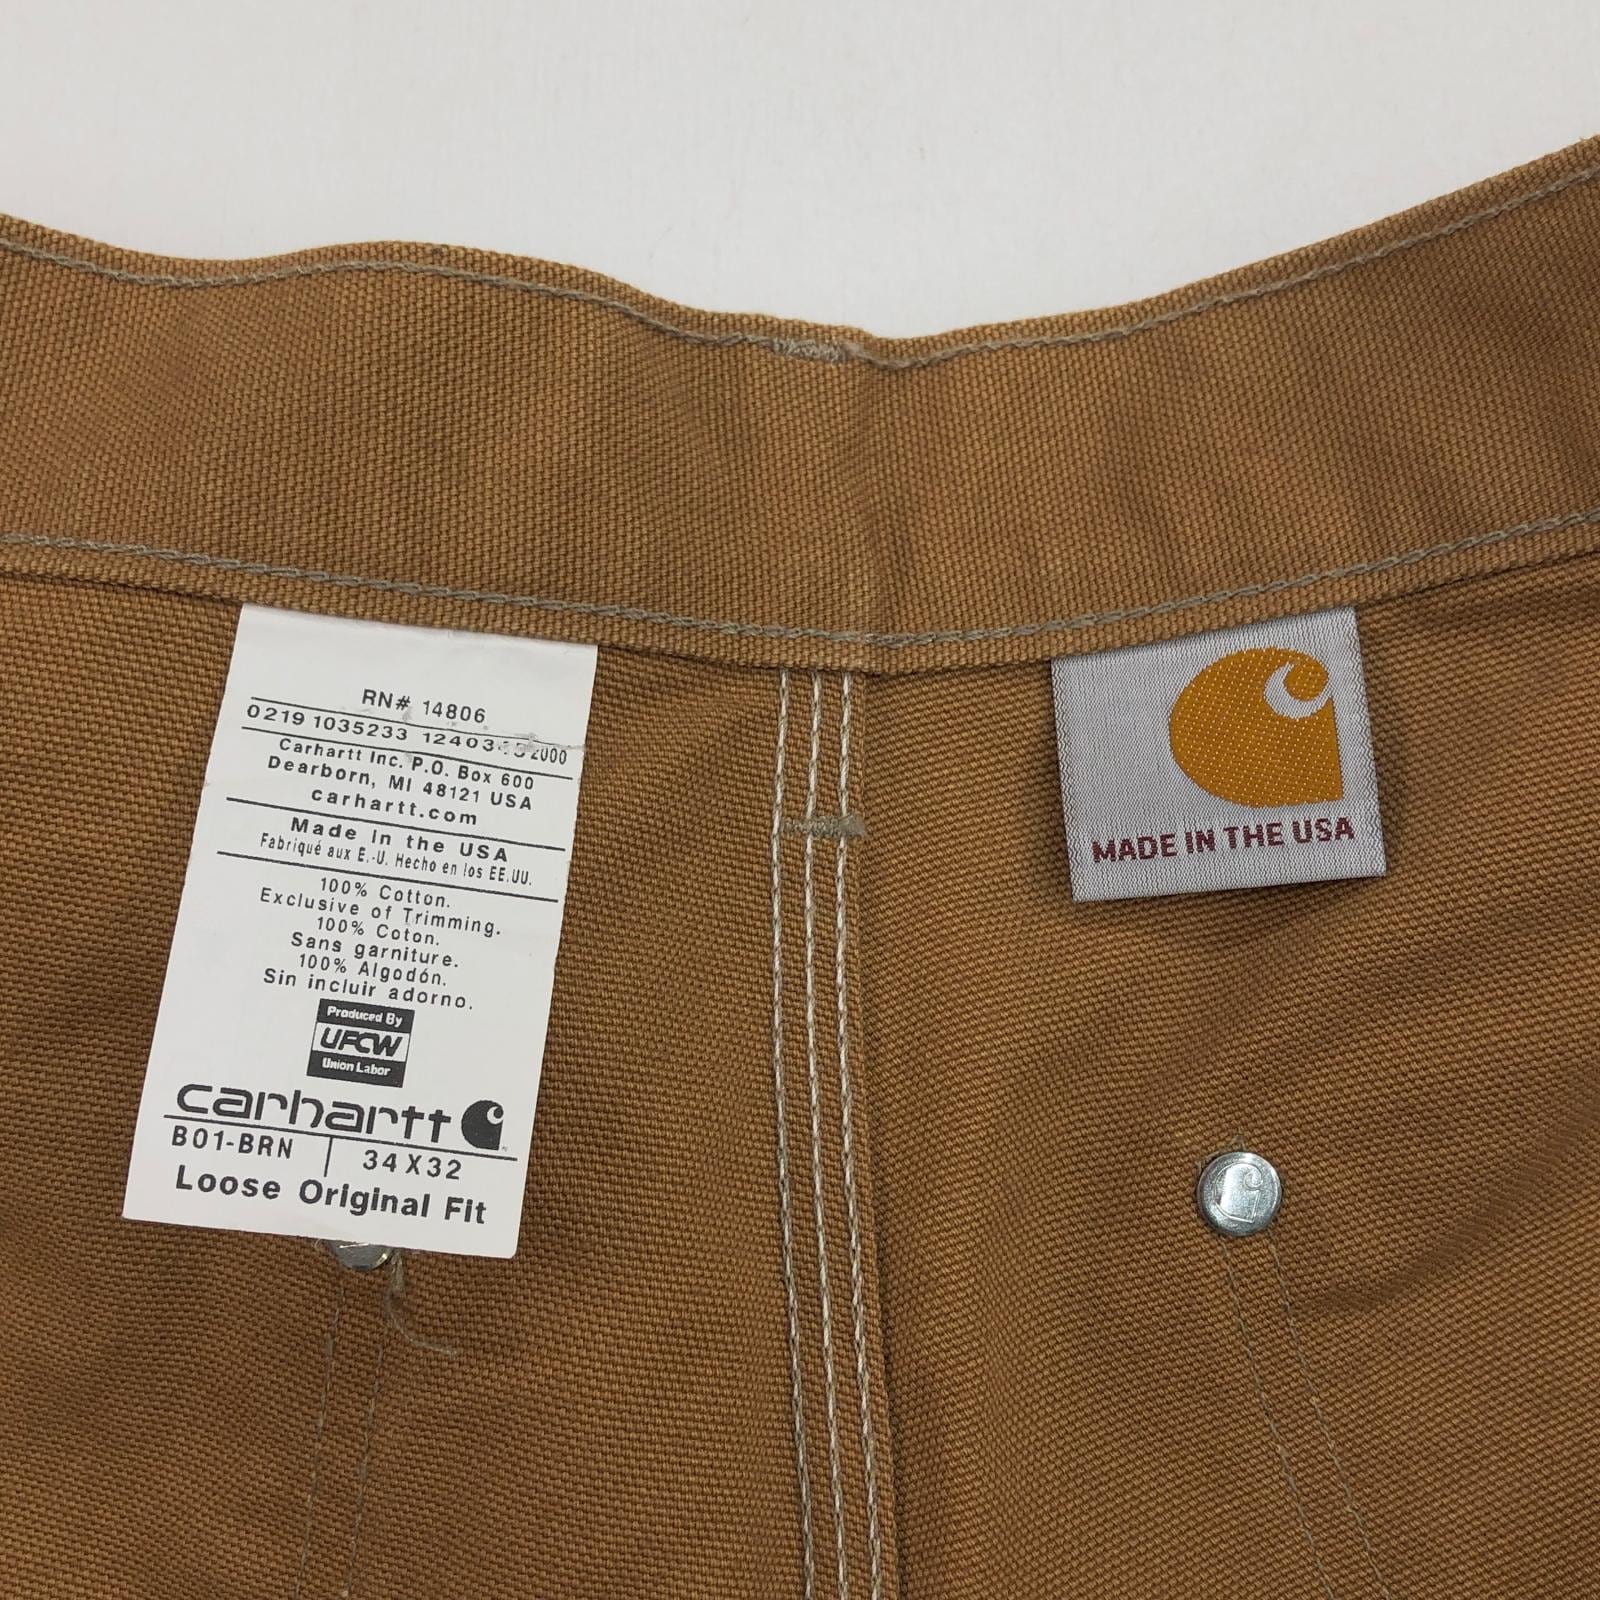 RN# 14806
0219 1035233 2000
Carhartt Inc. P.O. Box 600
Dearborn, MI 48121 USA
carhartt.com
Made in the USA
Fabriqué aux E.-U. Hecho en los EE.UU.
100% Cotton.
Exclusive of Trimming.
100% Coton.
Sans garniture.
100% Algodón.
Sin incluir adorno.
Produced By
UFCW
Union Labor
carhartt
B01-BRN 34 X 32
Loose Original Fit
MADE IN THE USA